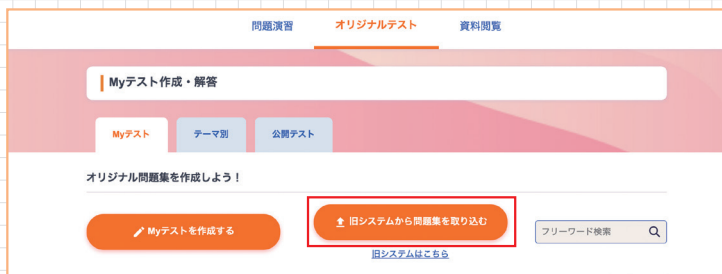 問題演習 オリジナルテスト 資料閲覧
Myテスト作成・解答
Myテスト テーマ別 公開テスト
オリジナル問題集を作成しよう！
Myテストを作成する 旧システムから問題集を取り込む フリーワード検索
旧システムはこちら